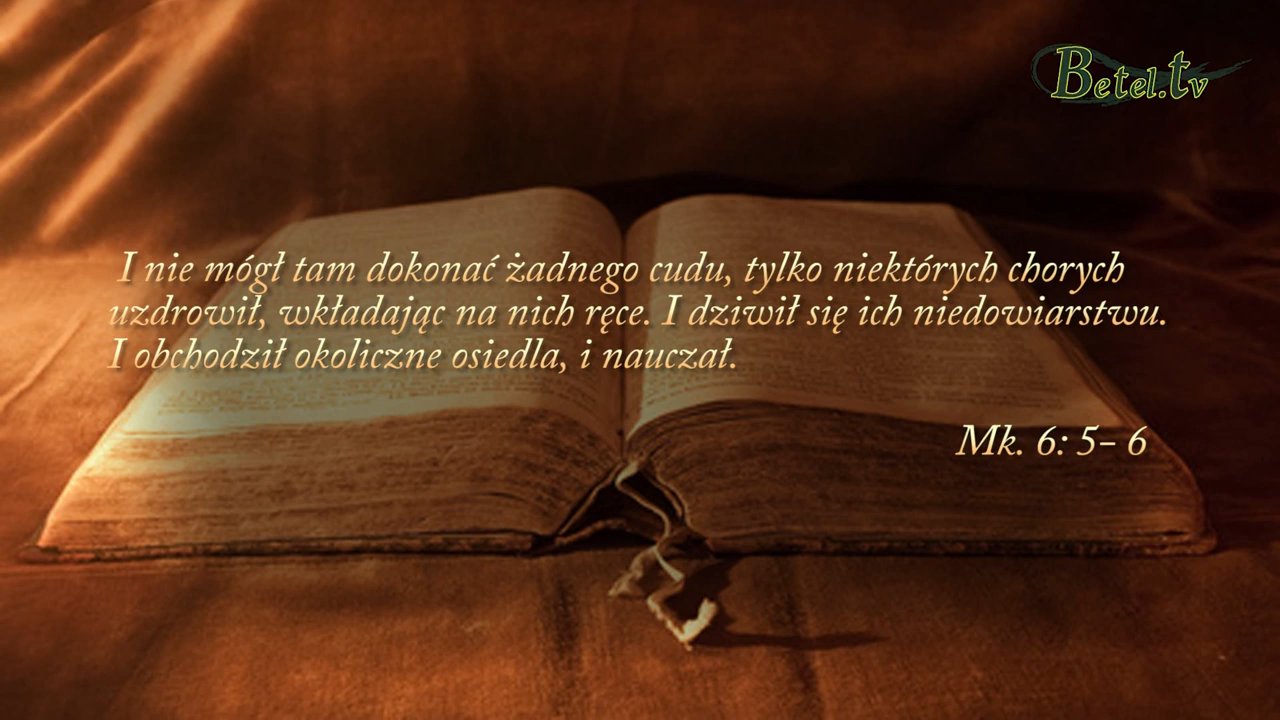 Betel.tv
I nie mógł tam dokonać żadnego cudu, tylko niektórych chorych
uzdrowił, wkładając na nich ręce. I dziwił się ich niedowiarstwu.
I obchodził okoliczne osiedla, i nauczał.
Mk. 6: 5- 6